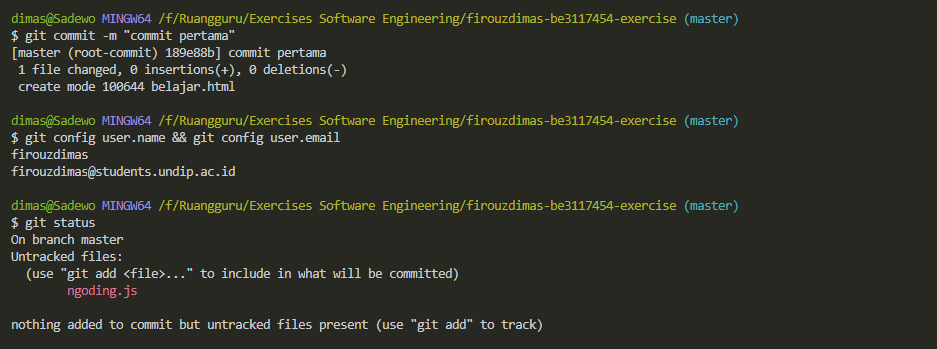 dimas@Sadewo MINGW64 /f/Ruangguru/Exercises Software Engineering/firouzdimas-be3117454-exercise (master)
$ git commit -m "commit pertama"
[master (root-commit) 189e88b] commit pertama
 1 file changed, 0 insertions(+), 0 deletions(-)
 create mode 100644 belajar.html

dimas@Sadewo MINGW64 /f/Ruangguru/Exercises Software Engineering/firouzdimas-be3117454-exercise (master)
$ git config user.name && git config user.email
firouzdimas
firouzdimas@students.undip.ac.id

dimas@Sadewo MINGW64 /f/Ruangguru/Exercises Software Engineering/firouzdimas-be3117454-exercise (master)
$ git status
On branch master
Untracked files:
  (use "git add <file>..." to include in what will be committed)
        ngoding.js

nothing added to commit but untracked files present (use "git add" to track)